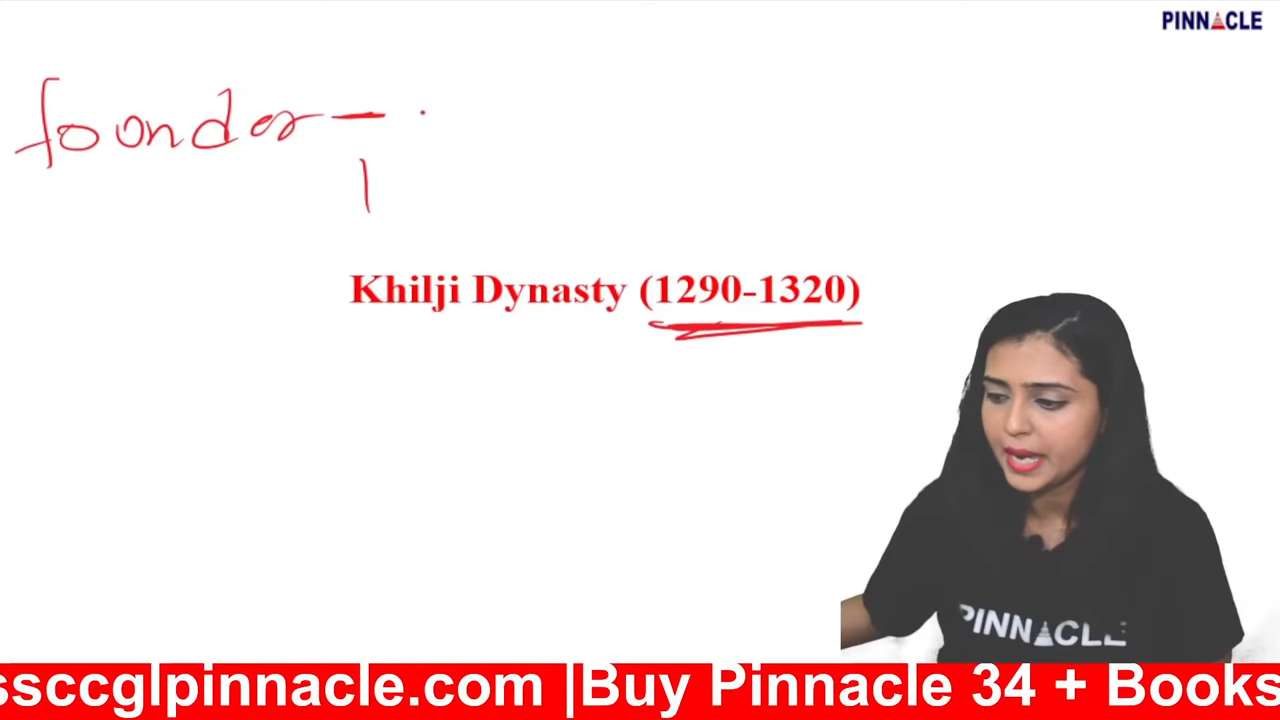 PINNACLE
founder -
Khilji Dynasty (1290-1320)
PINNACLE
ssccglpinnacle.com |Buy Pinnacle 34 + Books